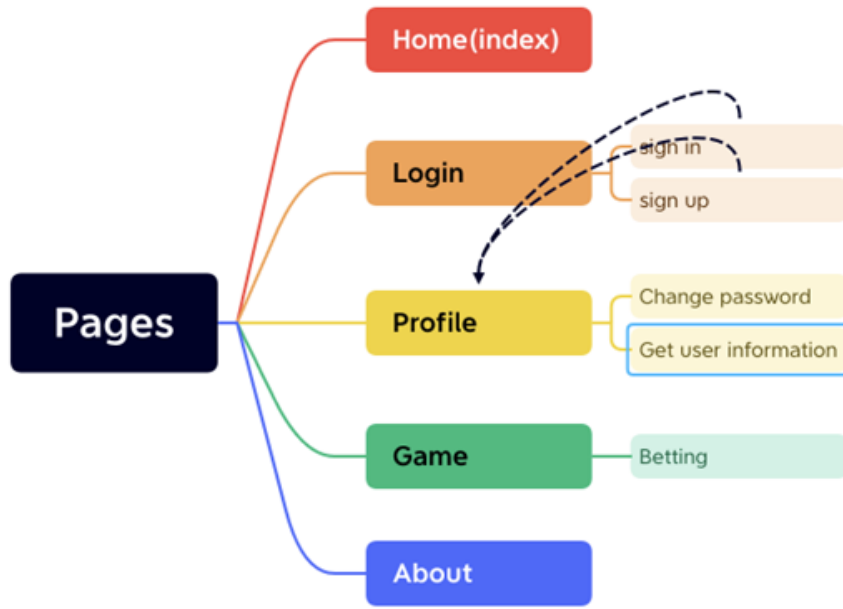 Home(index)
Login
sign in
sign up
Pages
Profile
Change password
Get user information
Game
Betting
About